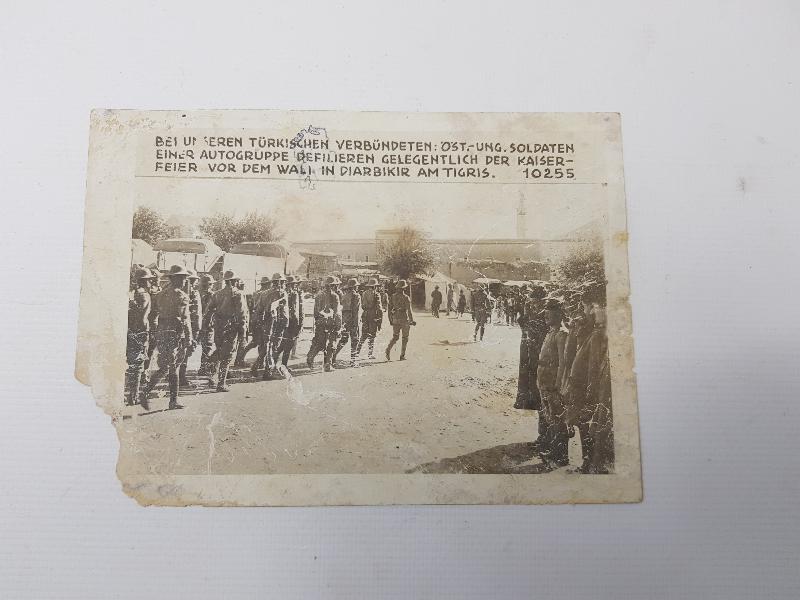 BEI UNSEREN TÜRKISCHEN VERBÜNDETEN: ÖST.-UNG. SOLDATEN
EINER AUTOGRUPPE DEFILIEREN GELEGENTLICH DER KAISER-
FEIER VOR DEM WALI IN DIARBIKIR AM TIGRIS. 10255